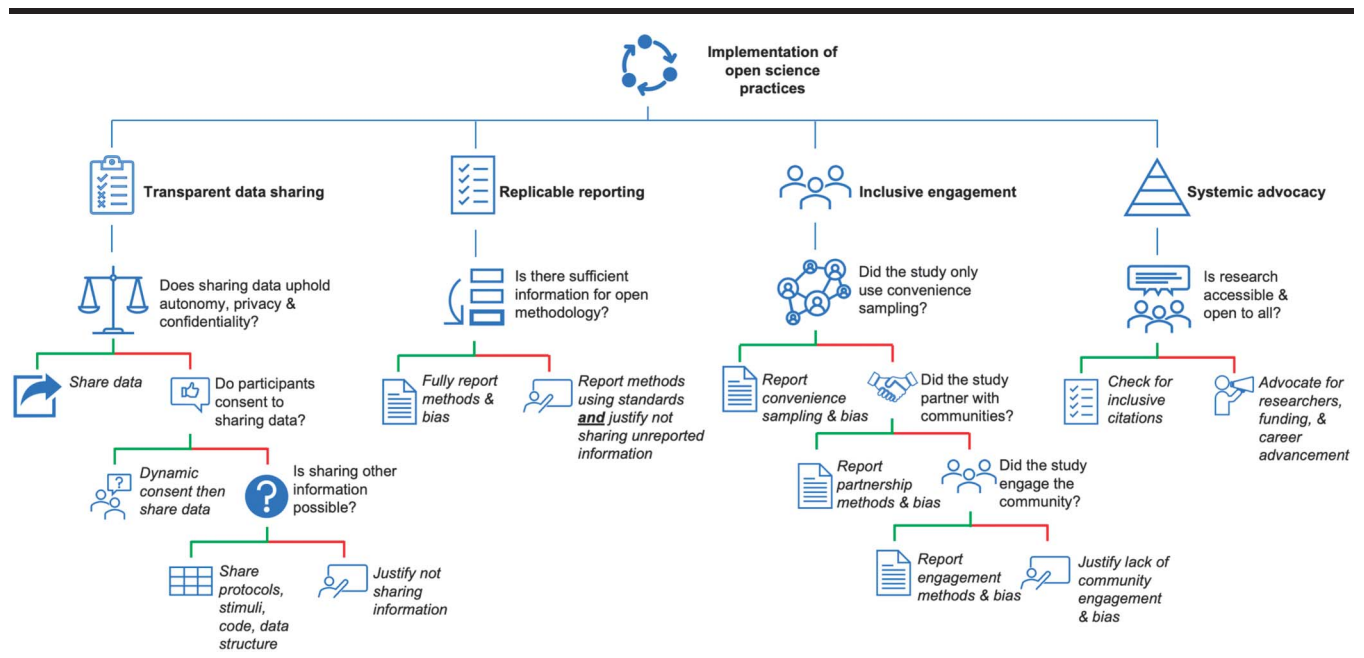 Implementation of
open science
practices
Transparent data sharing
Replicable reporting
Inclusive engagement
Systemic advocacy
Does sharing data uphold
autonomy, privacy &
confidentiality?
Is there sufficient
information for open
methodology?
Did the study only
use convenience
sampling?
Is research
accessible &
open to all?
Share data
Do participants
consent to
sharing data?
Fully report
methods &
bias
Report methods
using standards
and justify not
sharing unreported
information
Report
convenience
sampling & bias
Did the study
partner with
communities?
Check for
inclusive
citations
Advocate for
researchers,
funding, &
career
advancement
Dynamic
consent then
share data
?
?
Is sharing other
information
possible?
Report
partnership
methods & bias
Did the study
engage the
community?
Share
protocols,
stimuli,
code, data
structure
Justify not
sharing
information
Report
engagement
methods & bias
Justify lack of
community
engagement
& bias